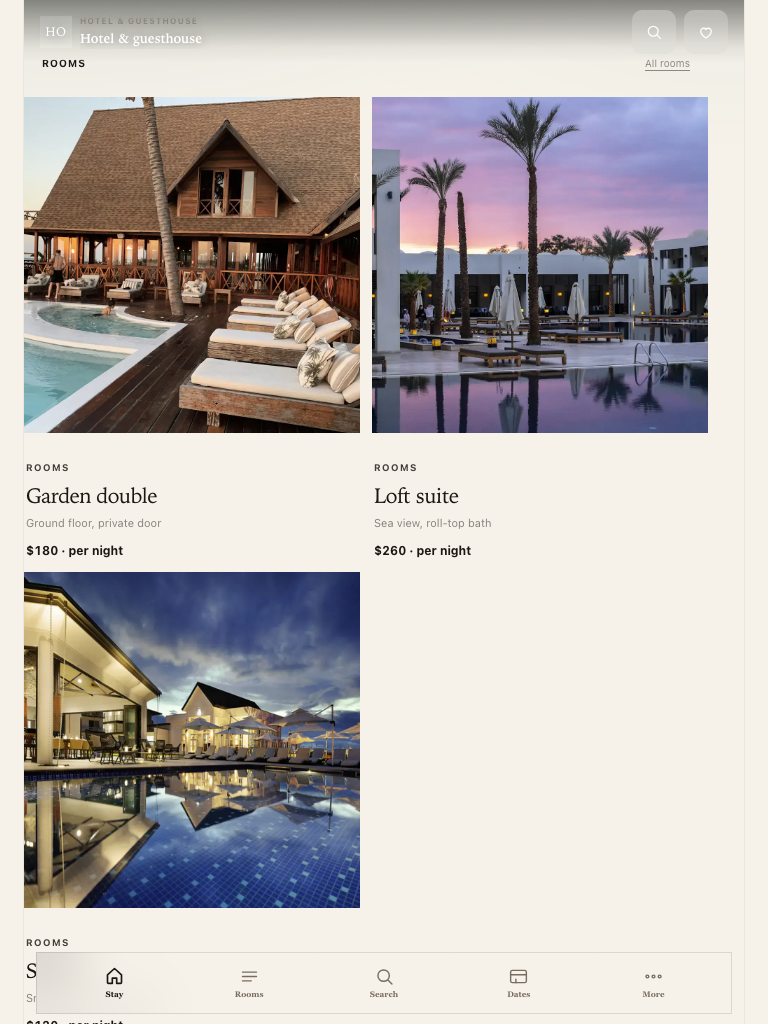 HO
HOTEL & GUESTHOUSE
Hotel & guesthouse
ROOMS
All rooms
ROOMS
Garden double
Ground floor, private door
$180 · per night
ROOMS
Loft suite
Sea view, roll-top bath
$260 · per night
ROOMS
Stay
Rooms
Search
Dates
More